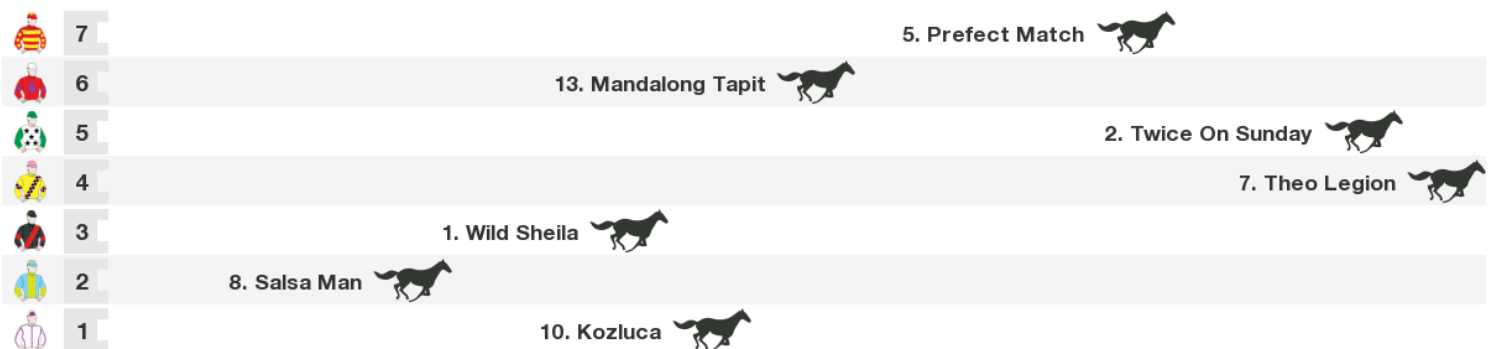 7 5. Prefect Match
6 13. Mandalong Tapit
5 2. Twice On Sunday
4 7. Theo Legion
3 1. Wild Sheila
2 8. Salsa Man
1 10. Kozluca